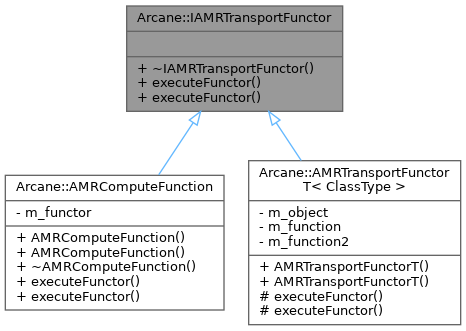 Arcane::IAMRTransportFunctor
+ ~IAMRTransportFunctor()
+ executeFunctor()
+ executeFunctor()
Arcane::AMRComputeFunction
- m_functor
+ AMRComputeFunction()
+ AMRComputeFunction()
+ ~AMRComputeFunction()
+ executeFunctor()
+ executeFunctor()
Arcane::AMRTransportFunctor
T< ClassType >
- m_object
- m_function
- m_function2
+ AMRTransportFunctorT()
+ AMRTransportFunctorT()
# executeFunctor()
# executeFunctor()